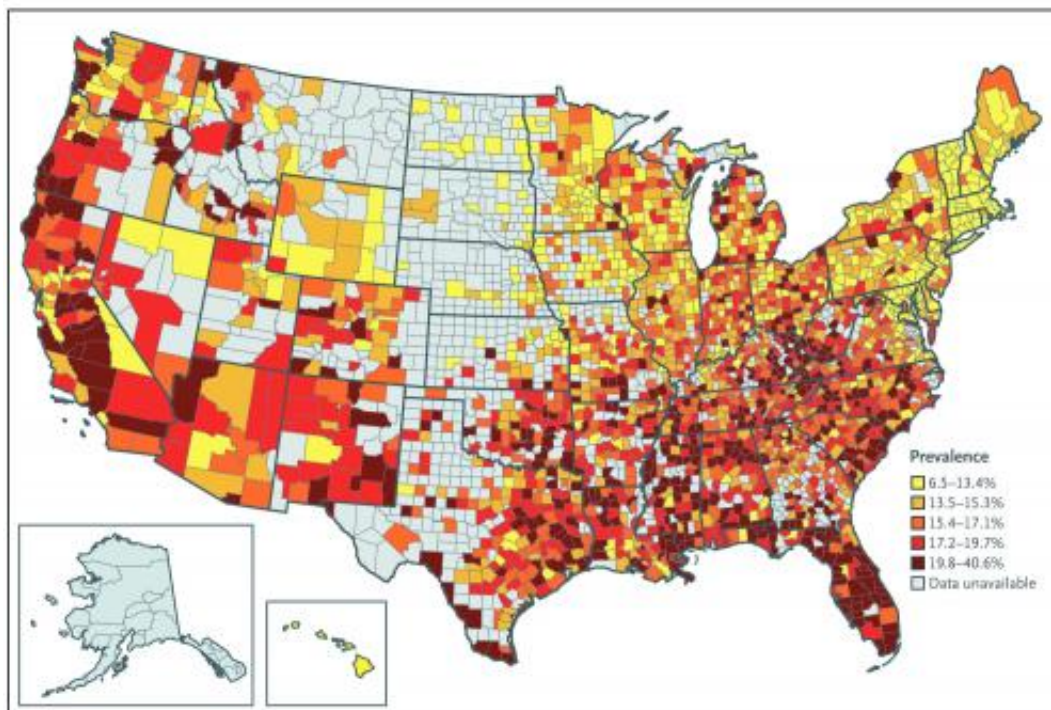 Prevalence
6.5–13.4%
13.5–15.3%
15.4–17.1%
17.2–19.7%
19.8–40.6%
Data unavailable